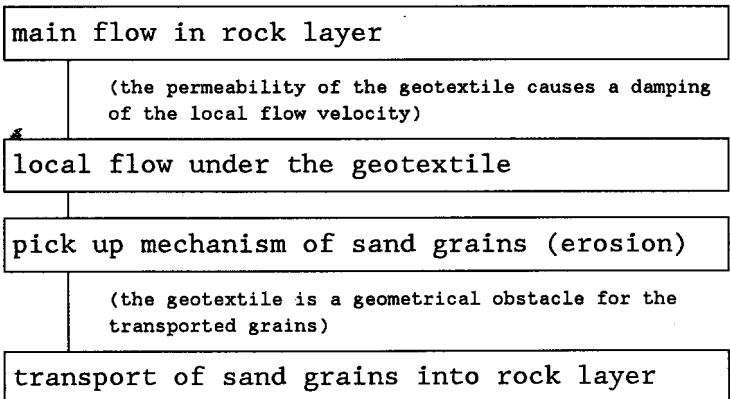 main flow in rock layer
(the permeability of the geotextile causes a damping
of the local flow velocity)
local flow under the geotextile
pick up mechanism of sand grains (erosion)
(the geotextile is a geometrical obstacle for the
transported grains)
transport of sand grains into rock layer